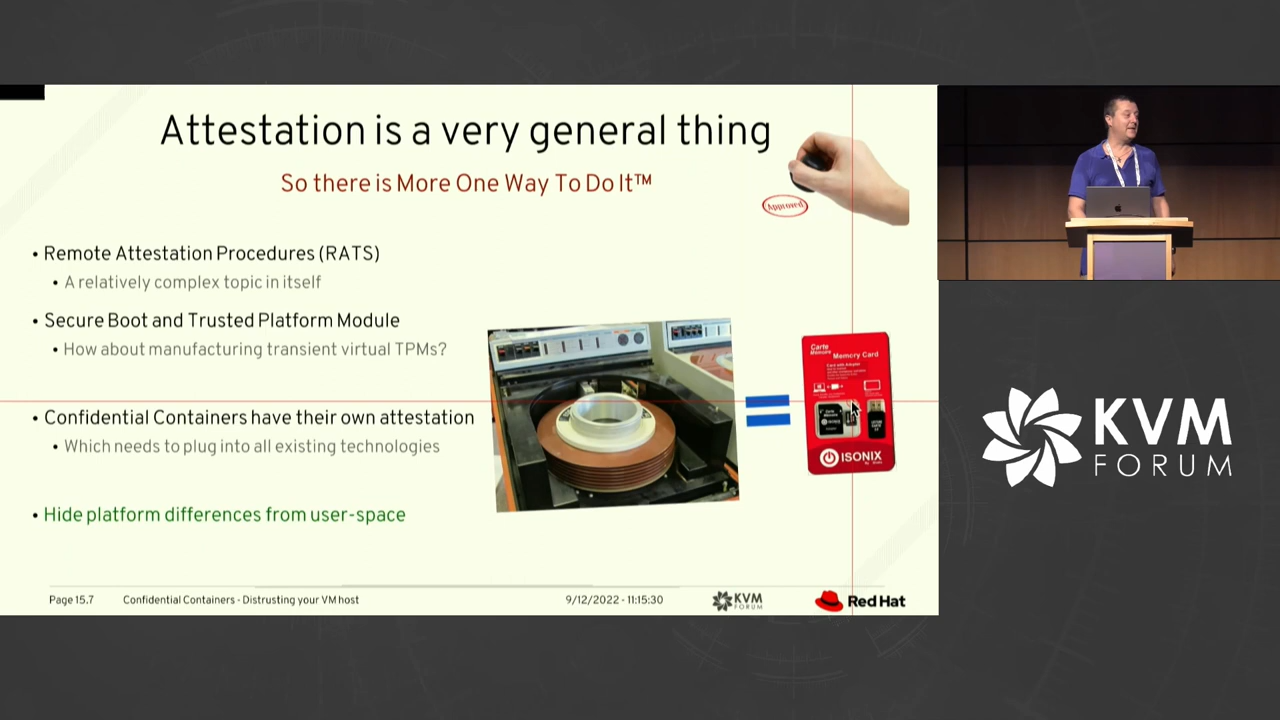 Attestation is a very general thing
So there is More One Way To Do It™
Approved
• Remote Attestation Procedures (RATS)
• A relatively complex topic in itself
• Secure Boot and Trusted Platform Module
• How about manufacturing transient virtual TPMs?
• Confidential Containers have their own attestation
• Which needs to plug into all existing technologies
• Hide platform differences from user-space
Carte
Mémoire
Memory Card
ISONIX
Page 15.7
Confidential Containers - Distrusting your VM host
9/12/2022 - 11:15:30
KVM
FORUM
Red Hat
KVM
FORUM